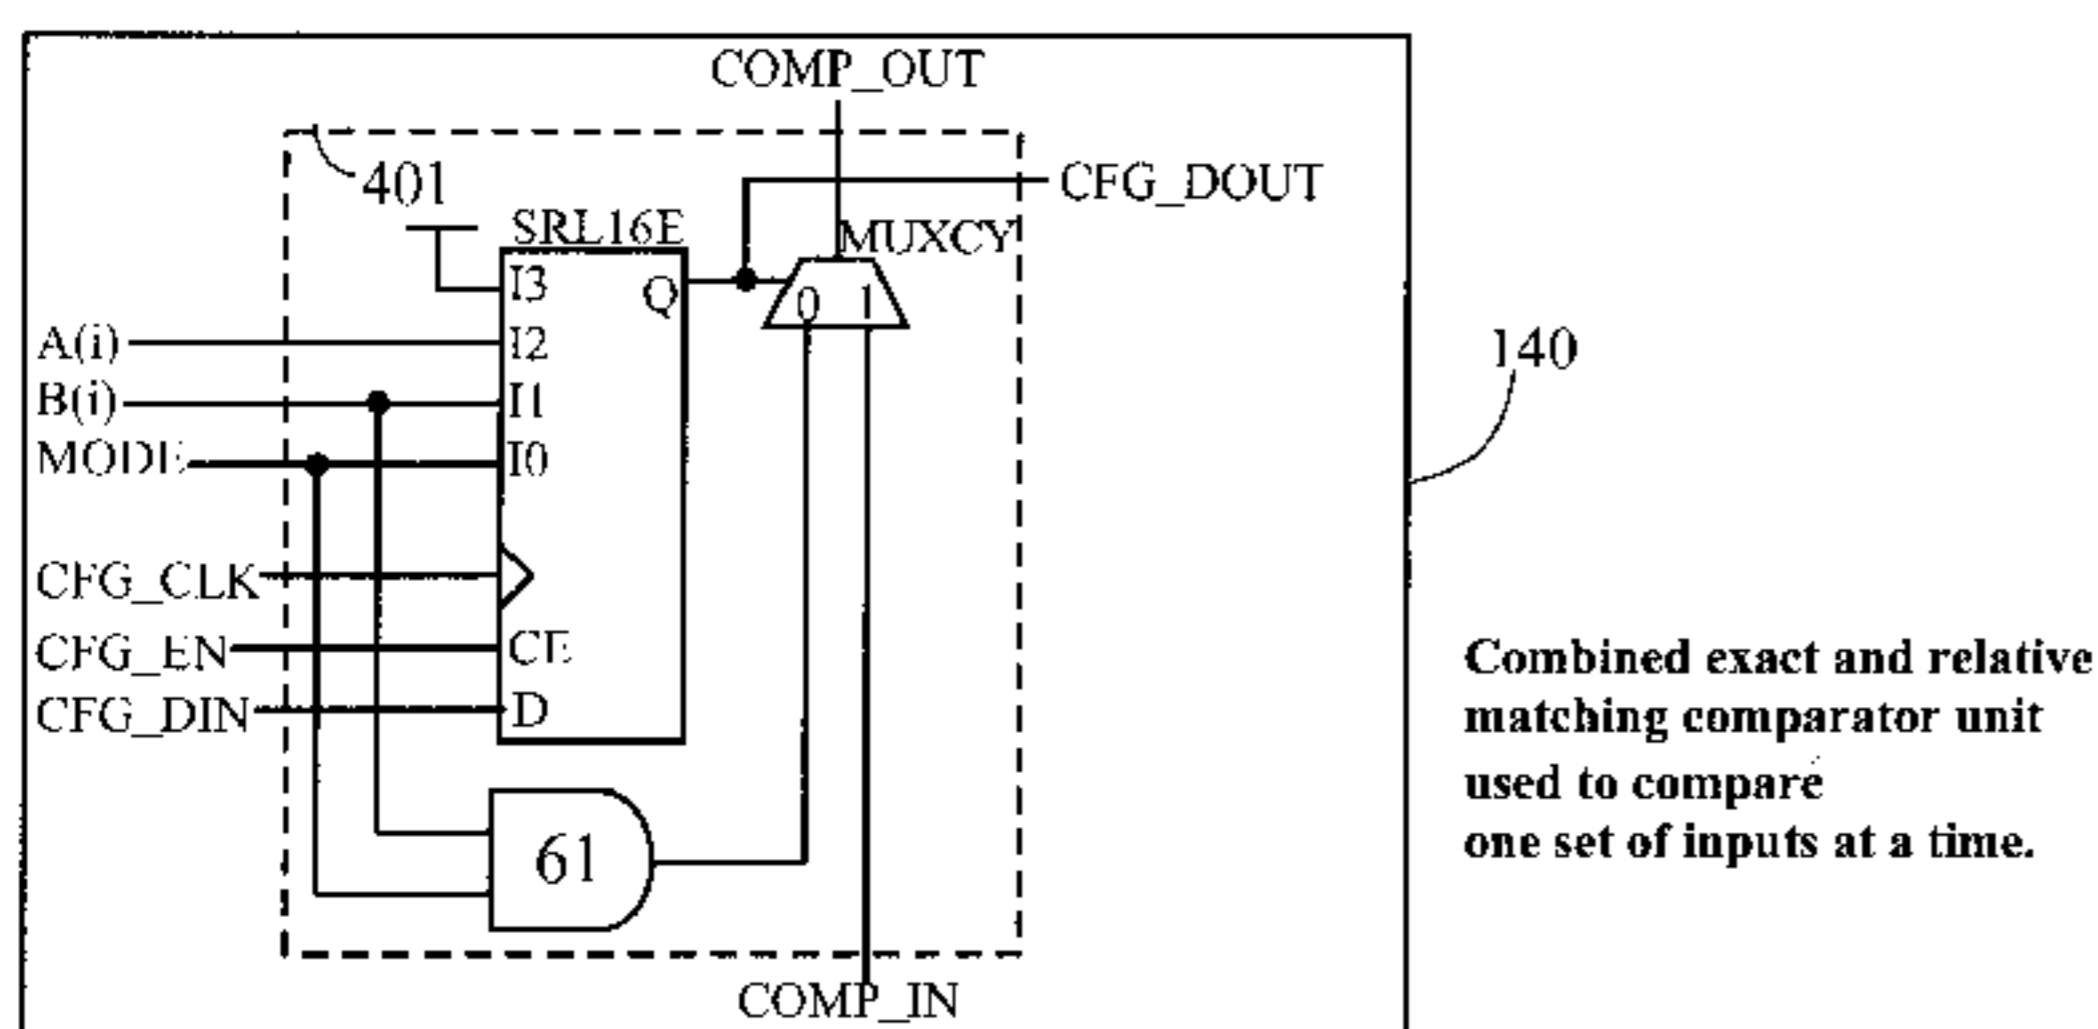 COMP_OUT
401
CFG_DOUT
SRL16E
MUXCY
I3
Q
0 1
A(i)
I2
140
B(i)
I1
MODE
I0
CFG_CLK
CFG_EN
CE
CFG_DIN
D
Combined exact and relative
matching comparator unit
used to compare
one set of inputs at a time.
61
COMP_IN